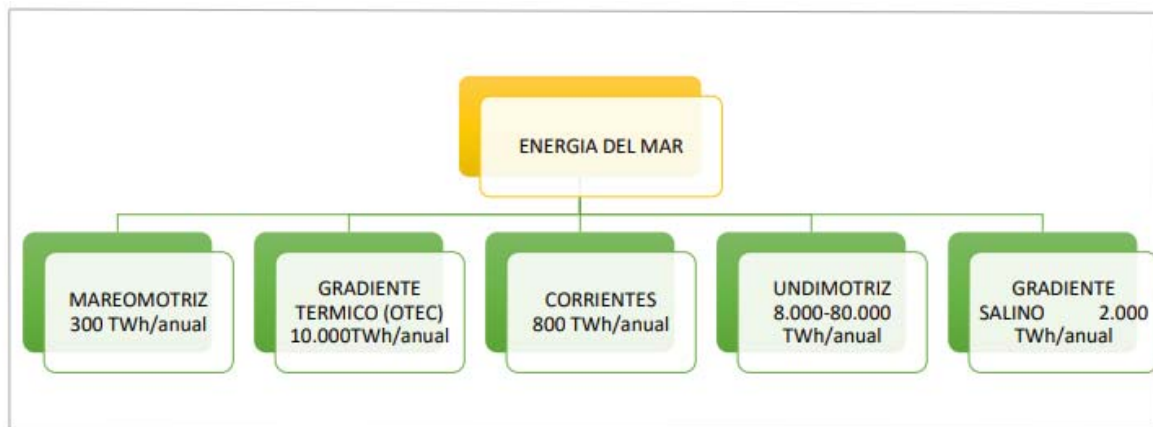 ENERGIA DEL MAR
MAREOMOTRIZ
300 TWh/anual
GRADIENTE
TERMICO (OTEC)
10.000TWh/anual
CORRIENTES
800 TWh/anual
UNDIMOTRIZ
8.000-80.000
TWh/anual
GRADIENTE
SALINO 2.000
TWh/anual